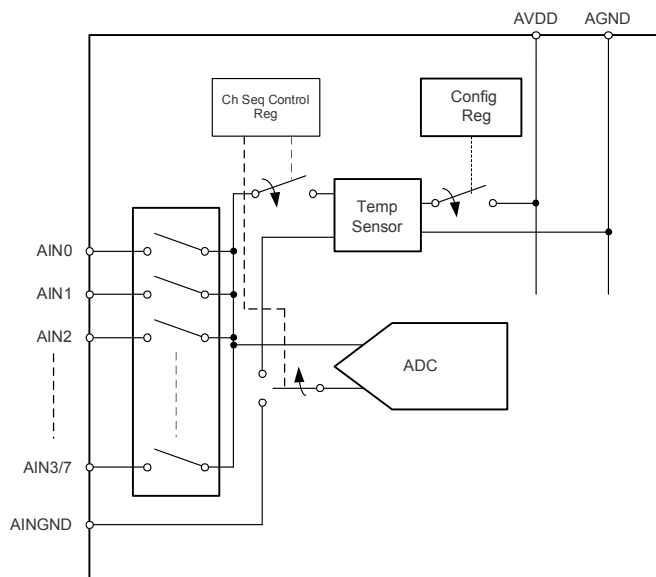 AVDD
AGND
Ch Seq Control
Reg
Config
Reg
Temp
Sensor
AIN0
AIN1
AIN2
ADC
AIN3/7
AINGND